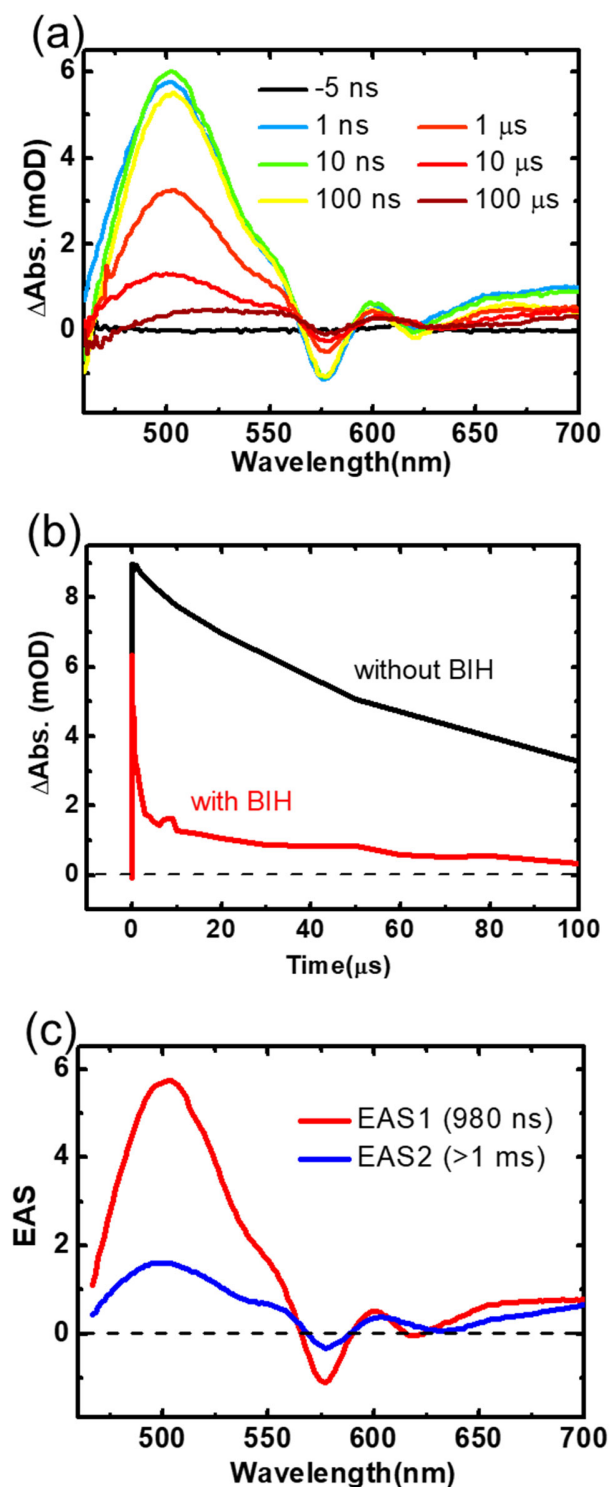 (a)
6
4
2
0
ΔAbs. (mOD)
-5 ns
1 ns
1 μs
10 ns
10 μs
100 ns
100 μs
500 550 600 650 700
Wavelength(nm)
(b)
8
6
4
2
0
ΔAbs. (mOD)
without BIH
with BIH
0 20 40 60 80 100
Time(μs)
(c)
6
4
2
0
EAS
EAS1 (980 ns)
EAS2 (>1 ms)
500 550 600 650 700
Wavelength(nm)